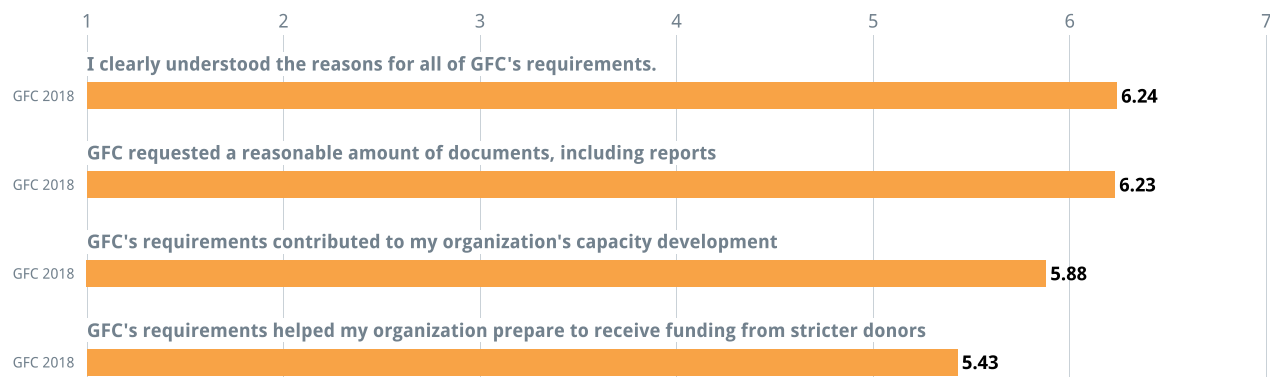 1 2 3 4 5 6 7
I clearly understood the reasons for all of GFC's requirements.
GFC 2018 6.24
GFC requested a reasonable amount of documents, including reports
GFC 2018 6.23
GFC's requirements contributed to my organization's capacity development
GFC 2018 5.88
GFC's requirements helped my organization prepare to receive funding from stricter donors
GFC 2018 5.43